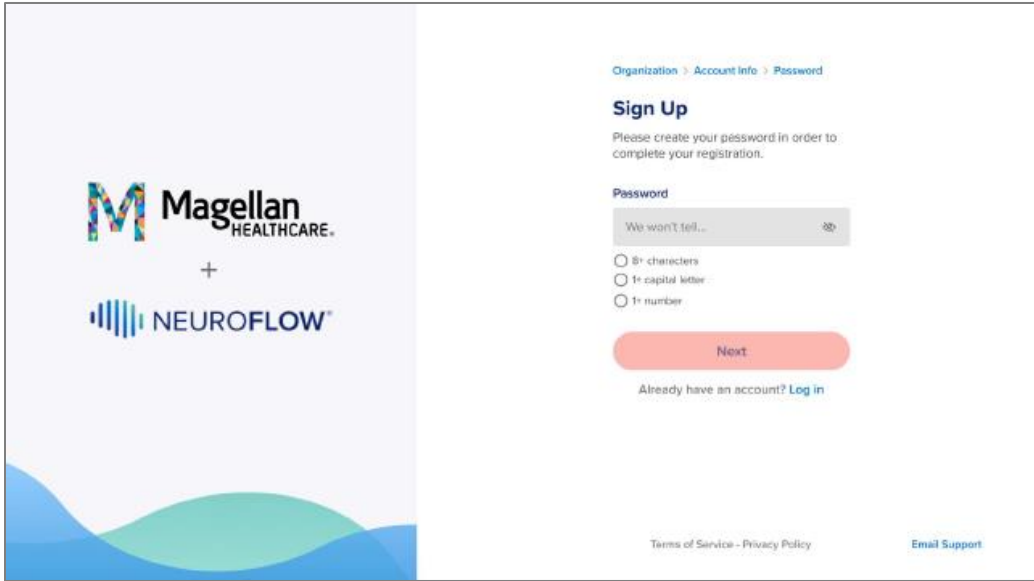 Magellan
HEALTHCARE.
+
NEUROFLOW®
Organization > Account Info > Password
Sign Up
Please create your password in order to
complete your registration.
Password
We won't tell...
8+ characters
1+ capital letter
1+ number
Next
Already have an account? Log in
Terms of Service - Privacy Policy
Email Support